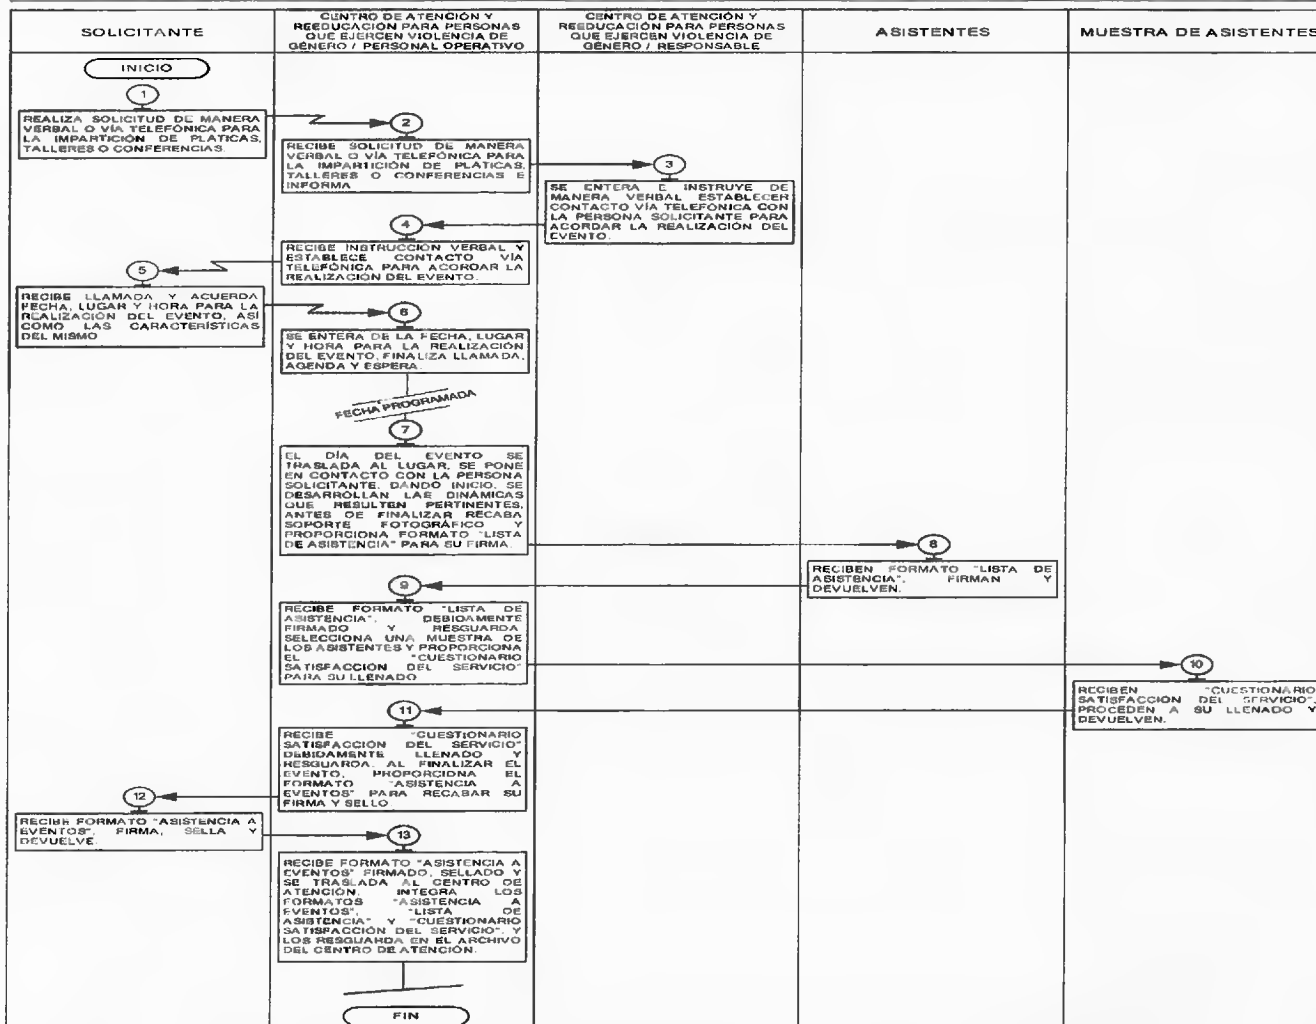 SOLICITANTE
CENTRO DE ATENCIÓN Y
REEDUCACIÓN PARA PERSONAS
QUE EJERCEN VIOLENCIA DE
GÉNERO / PERSONAL OPERATIVO
CENTRO DE ATENCIÓN Y
REEDUCACIÓN PARA PERSONAS
QUE EJERCEN VIOLENCIA DE
GÉNERO / RESPONSABLE
ASISTENTES
MUESTRA DE ASISTENTES
INICIO
1
REALIZA SOLICITUD DE MANERA
VERBAL O VÍA TELEFÓNICA PARA
LA IMPARTICIÓN DE PLATICAS,
TALLERES O CONFERENCIAS.
2
RECIBE SOLICITUD DE MANERA
VERBAL O VÍA TELEFÓNICA PARA
LA IMPARTICIÓN DE PLATICAS,
TALLERES O CONFERENCIAS E
INFORMA
3
SE ENTERA E INSTRUYE DE
MANERA VERBAL ESTABLECER
CONTACTO VÍA TELEFÓNICA CON
LA PERSONA SOLICITANTE PARA
ACORDAR LA REALIZACIÓN DEL
EVENTO.
4
RECIBE INSTRUCCIÓN VERBAL Y
ESTABLECE CONTACTO VÍA
TELEFÓNICA PARA ACORDAR LA
REALIZACIÓN DEL EVENTO.
5
RECIBE LLAMADA Y ACUERDA
FECHA, LUGAR Y HORA PARA LA
REALIZACIÓN DEL EVENTO, ASÍ
COMO LAS CARACTERÍSTICAS
DEL MISMO
6
SE ENTERA DE LA FECHA, LUGAR
Y HORA PARA LA REALIZACIÓN
DEL EVENTO, FINALIZA LLAMADA,
AGENDA Y ESPERA.
FECHA PROGRAMADA
7
EL DÍA DEL EVENTO SE
TRASLADA AL LUGAR, SE PONE
EN CONTACTO CON LA PERSONA
SOLICITANTE, DANDO INICIO, SE
DESARROLLAN LAS DINÁMICAS
QUE RESULTEN PERTINENTES,
ANTES DE FINALIZAR RECABA
SOPORTE FOTOGRÁFICO Y
PROPORCIONA FORMATO "LISTA
DE ASISTENCIA" PARA SU FIRMA.
8
RECIBEN FORMATO "LISTA DE
ASISTENCIA", FIRMAN Y
DEVUELVEN.
9
RECIBE FORMATO "LISTA DE
ASISTENCIA", DEBIDAMENTE
FIRMADO Y RESGUARDA.
SELECCIONA UNA MUESTRA DE
LOS ASISTENTES Y PROPORCIONA
EL "CUESTIONARIO
SATISFACCIÓN DEL SERVICIO"
PARA SU LLENADO
10
RECIBEN "CUESTIONARIO
SATISFACCIÓN DEL SERVICIO",
PROCEDEN A SU LLENADO Y
DEVUELVEN.
11
RECIBE "CUESTIONARIO
SATISFACCIÓN DEL SERVICIO"
DEBIDAMENTE LLENADO Y
RESGUARDA. AL FINALIZAR EL
EVENTO, PROPORCIONA EL
FORMATO "ASISTENCIA A
EVENTOS" PARA RECABAR SU
FIRMA Y SELLO
12
RECIBE FORMATO "ASISTENCIA A
EVENTOS", FIRMA, SELLA Y
DEVUELVE.
13
RECIBE FORMATO "ASISTENCIA A
EVENTOS" FIRMADO, SELLADO Y
SE TRASLADA AL CENTRO DE
ATENCIÓN. INTEGRA LOS
FORMATOS "ASISTENCIA A
EVENTOS", "LISTA DE
ASISTENCIA" Y "CUESTIONARIO
SATISFACCIÓN DEL SERVICIO", Y
LOS RESGUARDA EN EL ARCHIVO
DEL CENTRO DE ATENCIÓN.
FIN